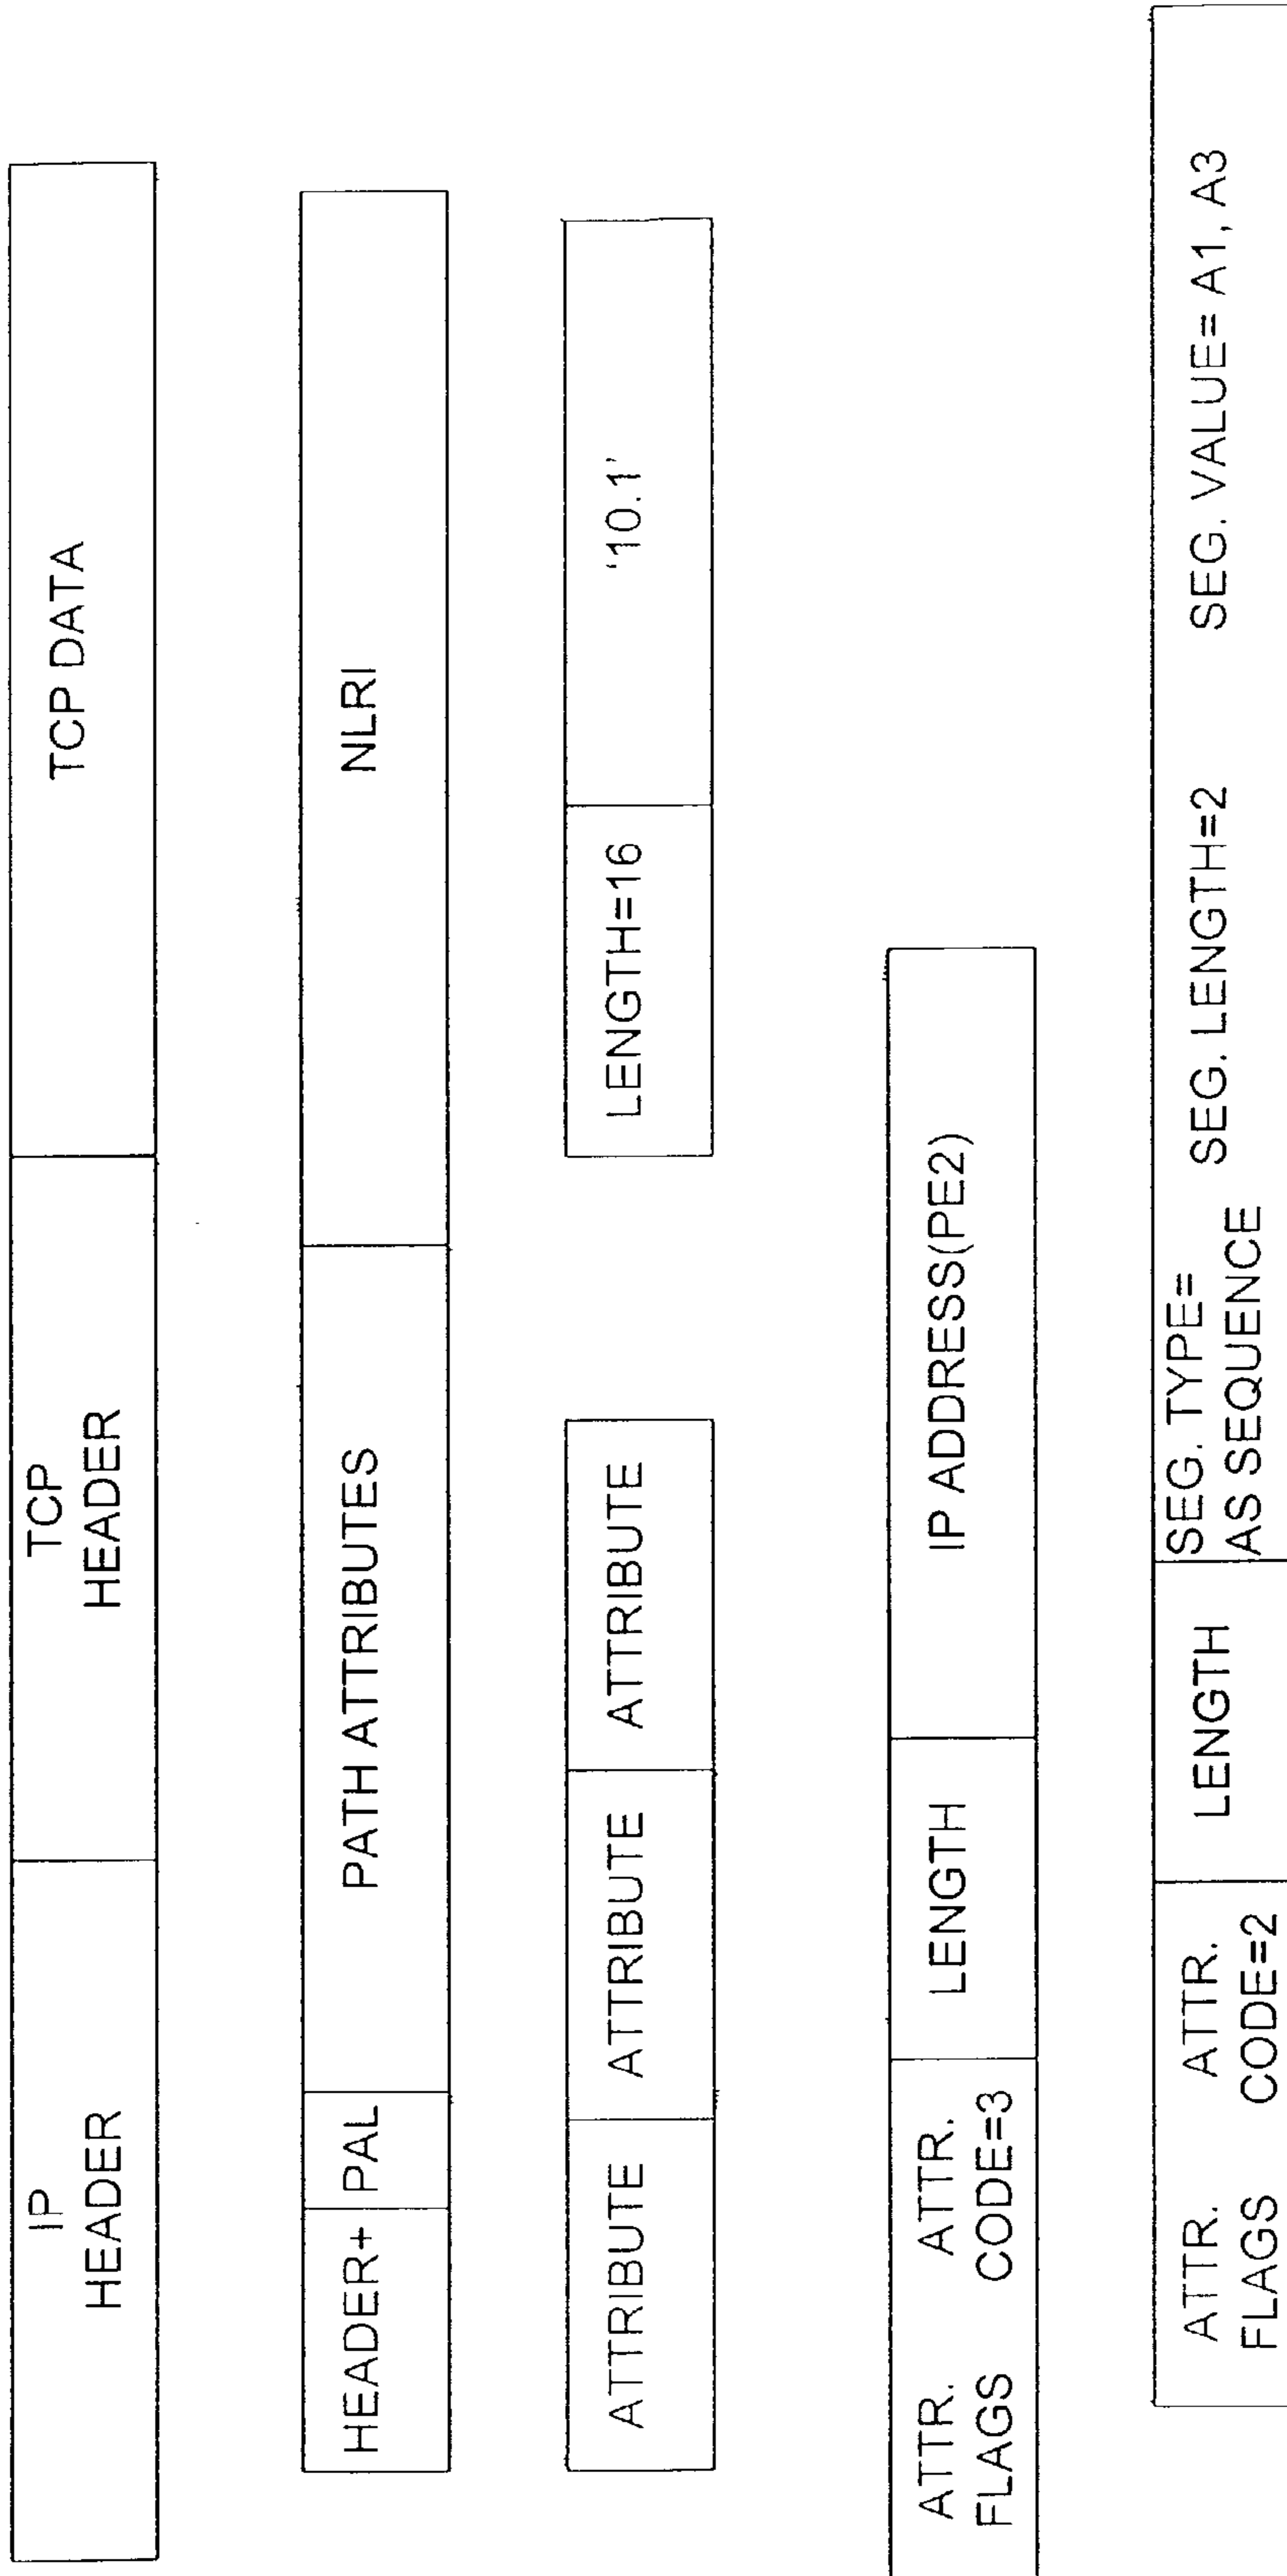 IP
HEADER
TCP
HEADER
TCP DATA
HEADER+
PAL
PATH ATTRIBUTES
NLRI
ATTRIBUTE
ATTRIBUTE
ATTRIBUTE
LENGTH=16
'10.1'
ATTR.
FLAGS
ATTR.
CODE=3
LENGTH
IP ADDRESS(PE2)
ATTR.
FLAGS
ATTR.
CODE=2
LENGTH
SEG. TYPE=
AS SEQUENCE
SEG. LENGTH=2
SEG. VALUE= A1, A3